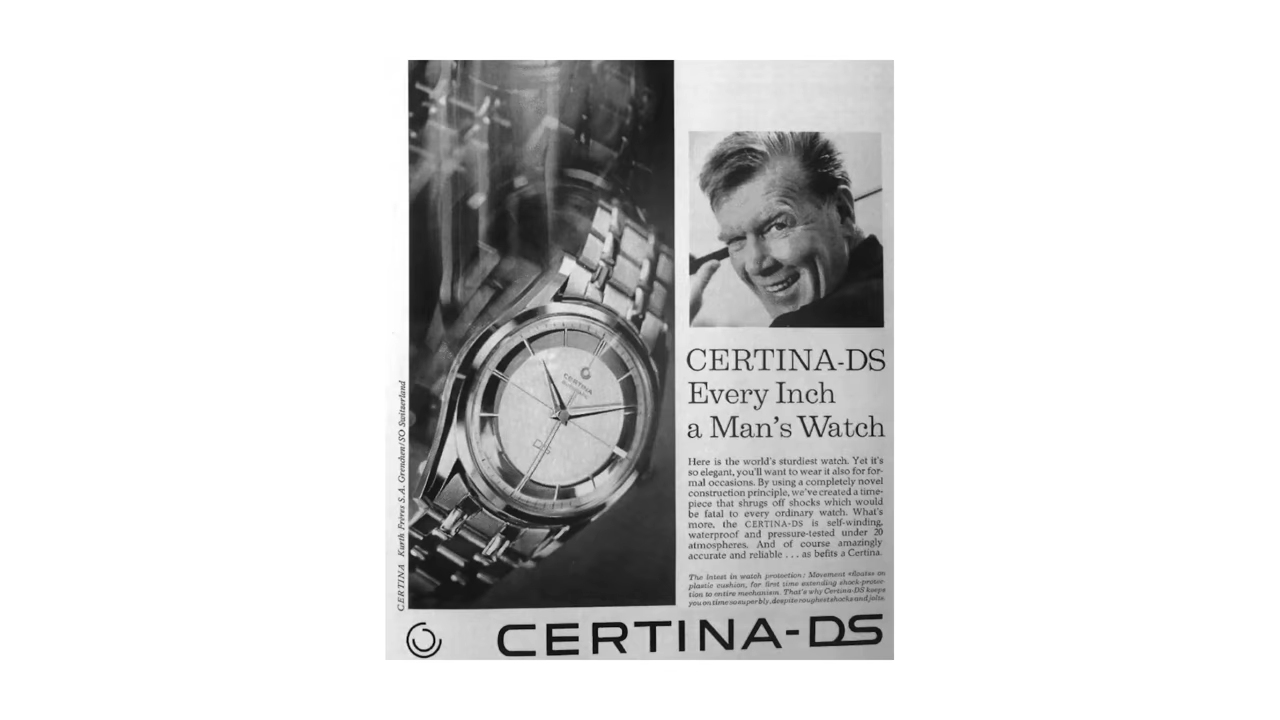 CERTINA Kurth Frères S.A. Grenchen/SO Switzerland
CERTINA
DS
CERTINA-DS
Every Inch
a Man's Watch
Here is the world's sturdiest watch. Yet it's
so elegant, you'll want to wear it also for for-
mal occasions. By using a completely novel
construction principle, we've created a time-
piece that shrugs off shocks which would
be fatal to every ordinary watch. What's
more, the CERTINA-DS is self-winding,
waterproof and pressure-tested under 20
atmospheres. And of course amazingly
accurate and reliable . . . as befits a Certina.
The latest in watch protection: Movement «floats» on
plastic cushion, for first time extending shock-protec-
tion to entire mechanism. That's why Certina-DS keeps
you on time so superbly, despite roughest shocks and jolts.
CERTINA-DS